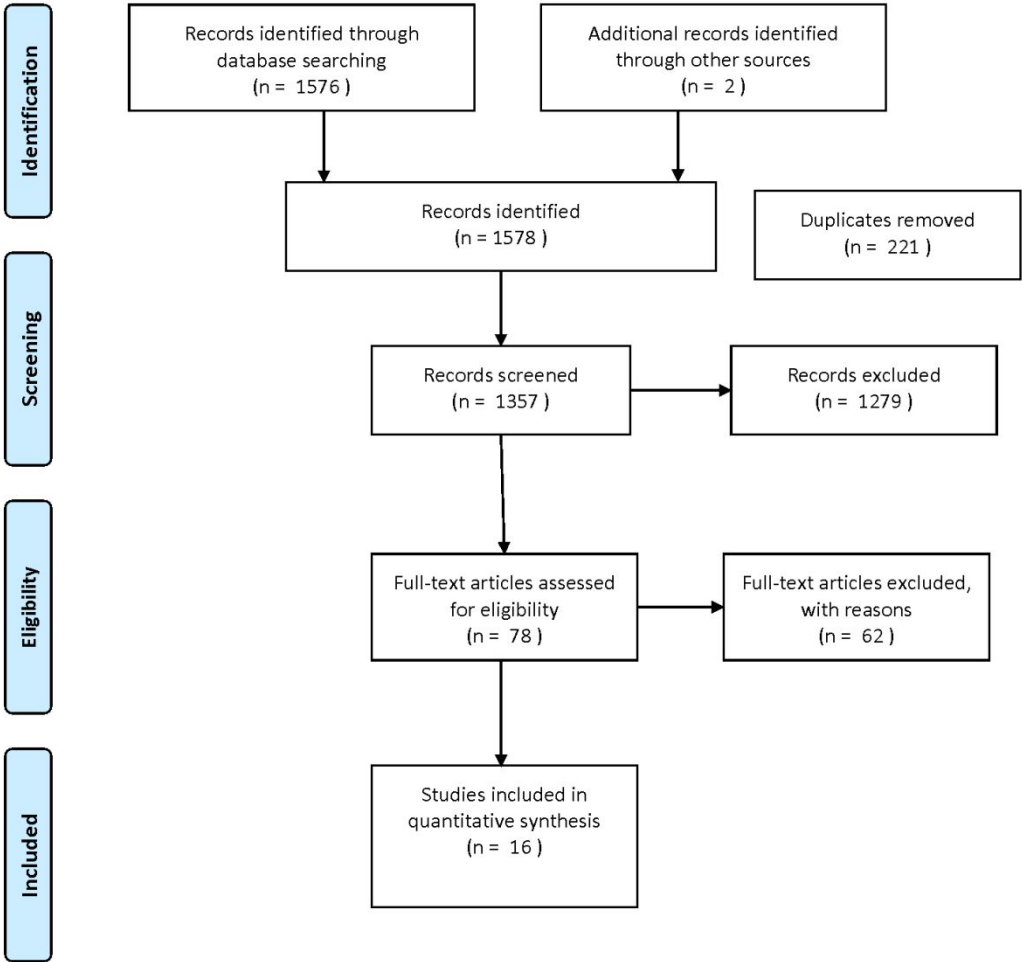 Identification
Records identified through
database searching
(n = 1576 )
Additional records identified
through other sources
(n = 2 )
Records identified
(n = 1578 )
Duplicates removed
(n = 221 )
Screening
Records screened
(n = 1357 )
Records excluded
(n = 1279 )
Eligibility
Full-text articles assessed
for eligibility
(n = 78 )
Full-text articles excluded,
with reasons
(n = 62 )
Included
Studies included in
quantitative synthesis
(n = 16 )